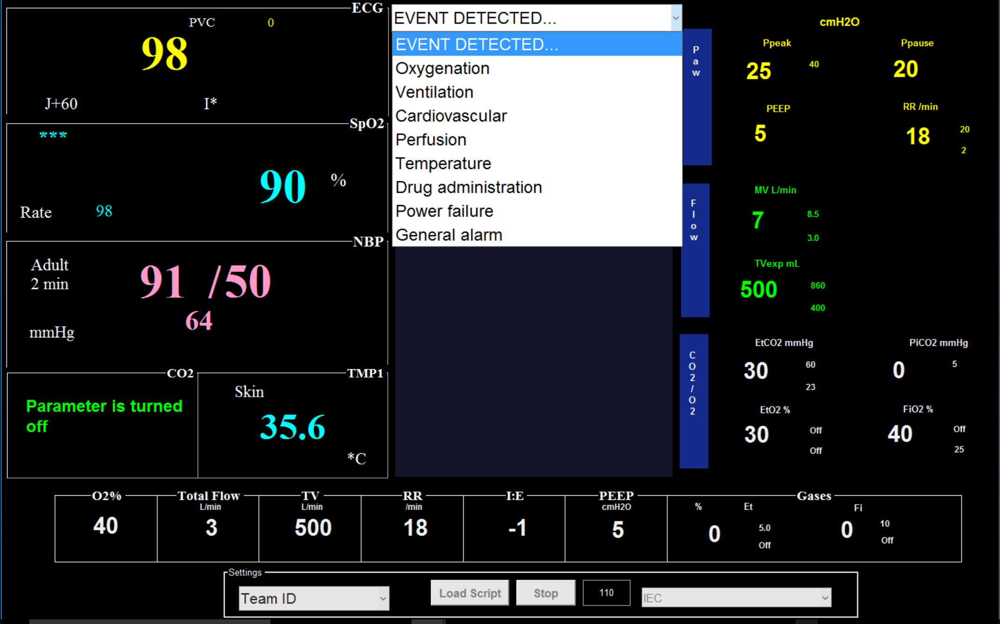 ECG
PVC 0
98
J+60 I*
SpO2
***
90 %
Rate 98
NBP
Adult
2 min
91 /50
64
mmHg
CO2
Parameter is turned
off
TMP1
Skin
35.6
*C
EVENT DETECTED...
EVENT DETECTED...
Oxygenation
Ventilation
Cardiovascular
Perfusion
Temperature
Drug administration
Power failure
General alarm
Paw
cmH2O
Ppeak Ppause
25 40 20
PEEP RR /min
5 18 20
2
Flow
MV L/min
7 8.5
3.0
TVexp mL
500 860
400
CO2/O2
EtCO2 mmHg PiCO2 mmHg
30 60 0 5
23
EtO2 % FiO2 %
30 Off 40 Off
Off 25
O2%
40
Total Flow
L/min
3
TV
L/min
500
RR
/min
18
I:E
-1
PEEP
cmH2O
5
Gases
% Et Fi
0 5.0 0 10
Off Off
Settings
Team ID Load Script Stop 110 IEC